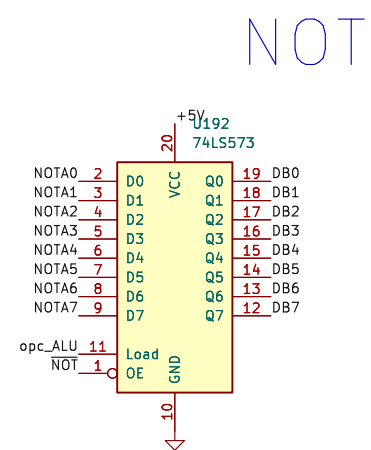 NOT
+5V
U192
74LS573
20
VCC
NOTA0 2 D0 Q0 19 DB0
NOTA1 3 D1 Q1 18 DB1
NOTA2 4 D2 Q2 17 DB2
NOTA3 5 D3 Q3 16 DB3
NOTA4 6 D4 Q4 15 DB4
NOTA5 7 D5 Q5 14 DB5
NOTA6 8 D6 Q6 13 DB6
NOTA7 9 D7 Q7 12 DB7
opc_ALU 11 Load
NOT 1 OE
GND
10